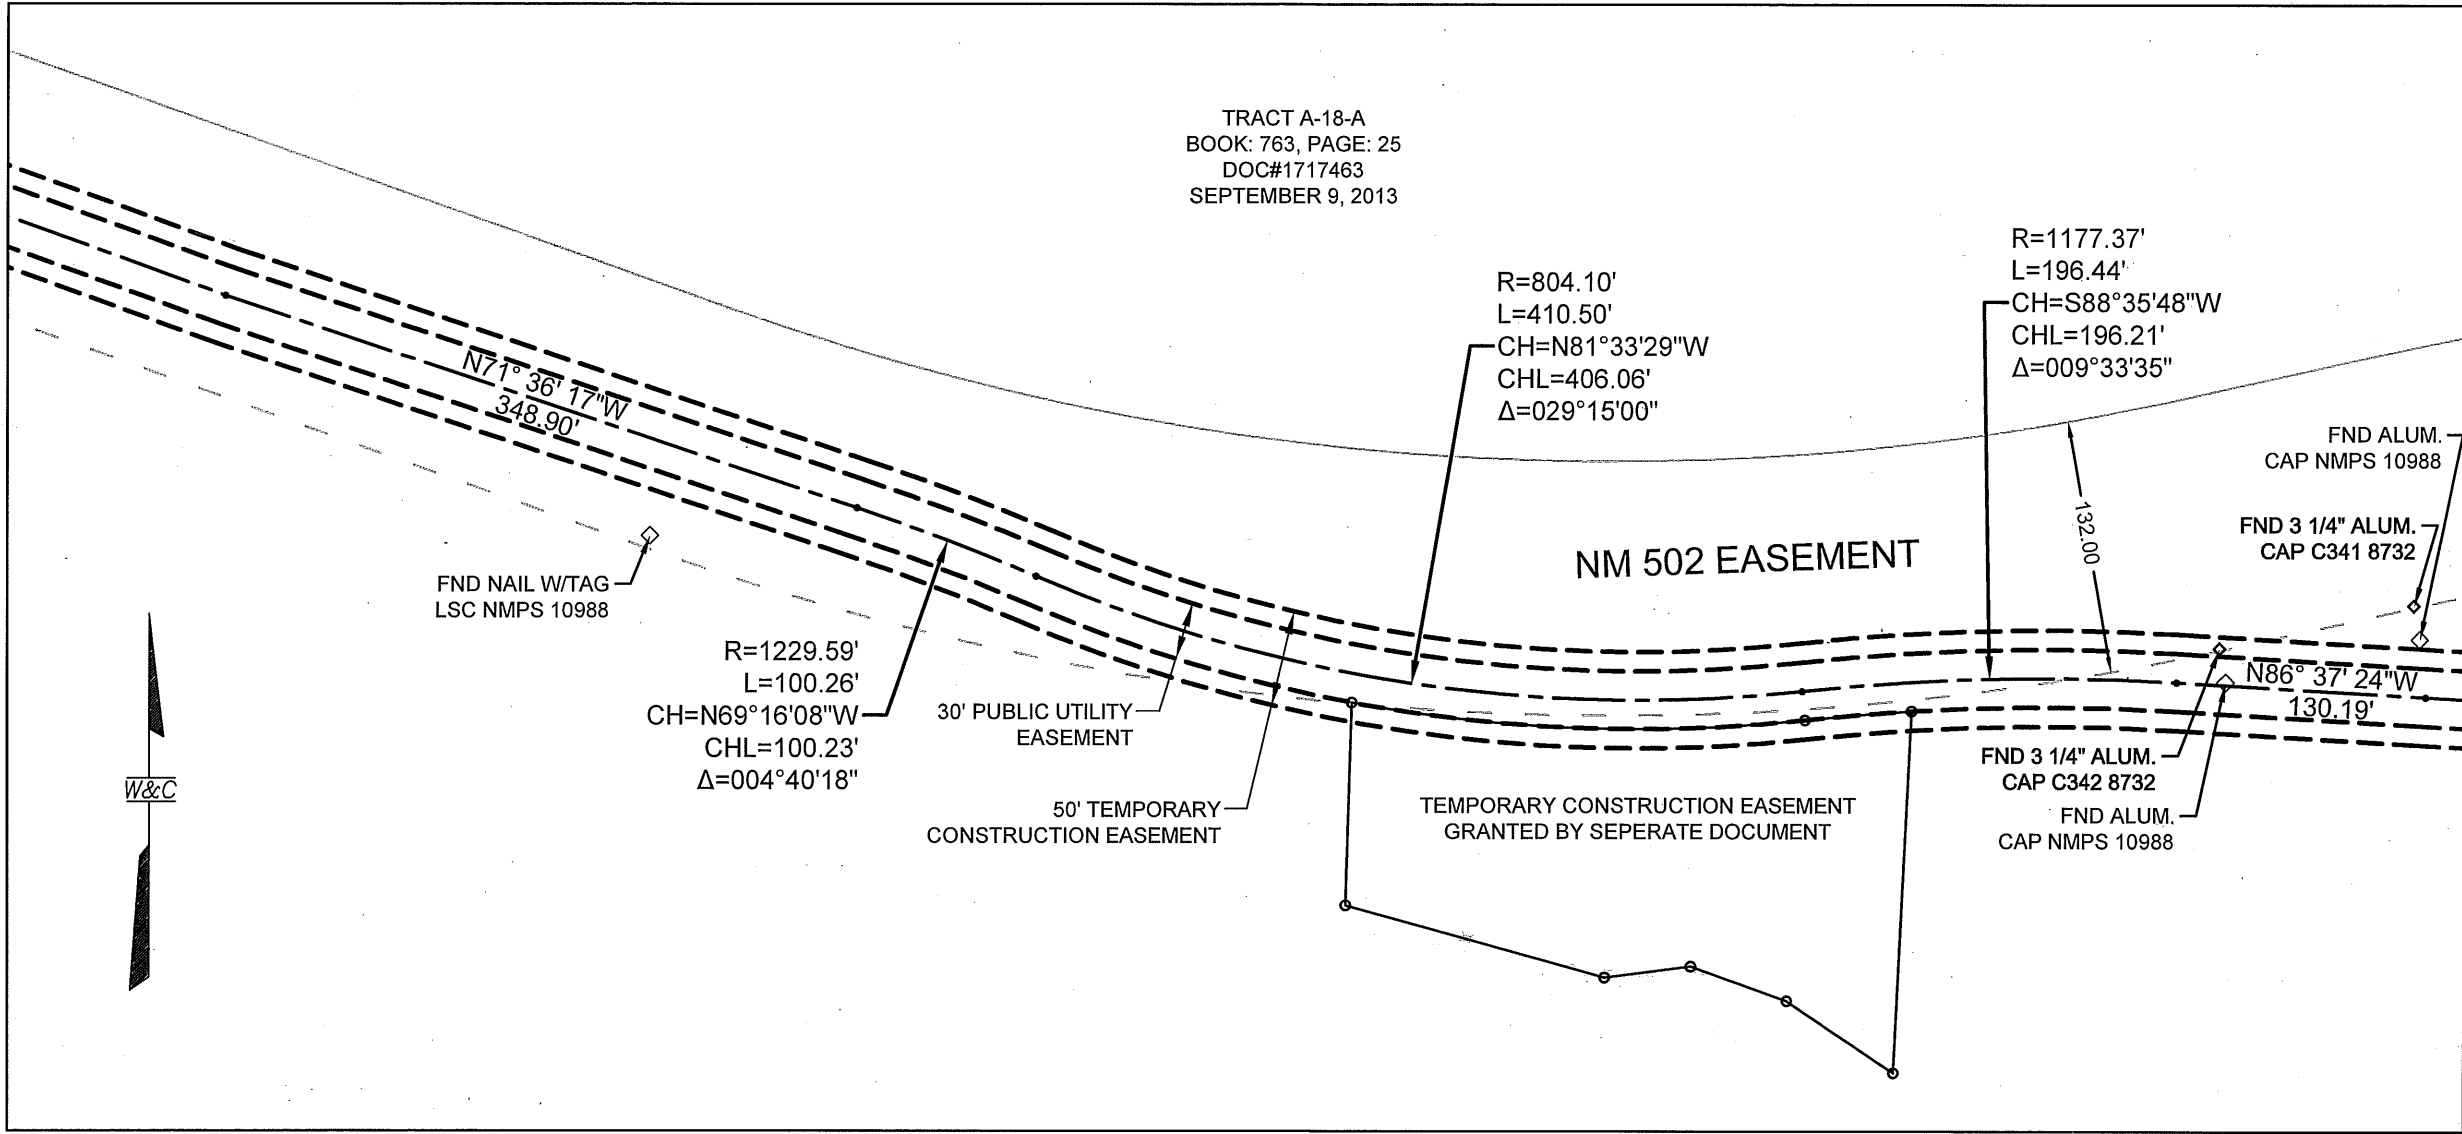 TRACT A-18-A
BOOK: 763, PAGE: 25
DOC#1717463
SEPTEMBER 9, 2013
R=1177.37'
L=196.44'
CH=S88°35'48"W
CHL=196.21'
Δ=009°33'35"
R=804.10'
L=410.50'
CH=N81°33'29"W
CHL=406.06'
Δ=029°15'00"
N71° 36' 17"W
348.90'
FND ALUM.
CAP NMPS 10988
FND 3 1/4" ALUM.
CAP C341 8732
132.00
NM 502 EASEMENT
FND NAIL W/TAG
LSC NMPS 10988
R=1229.59'
L=100.26'
CH=N69°16'08"W
CHL=100.23'
Δ=004°40'18"
30' PUBLIC UTILITY
EASEMENT
N86° 37' 24"W
130.19'
FND 3 1/4" ALUM.
CAP C342 8732
FND ALUM.
CAP NMPS 10988
W&C
50' TEMPORARY
CONSTRUCTION EASEMENT
TEMPORARY CONSTRUCTION EASEMENT
GRANTED BY SEPERATE DOCUMENT